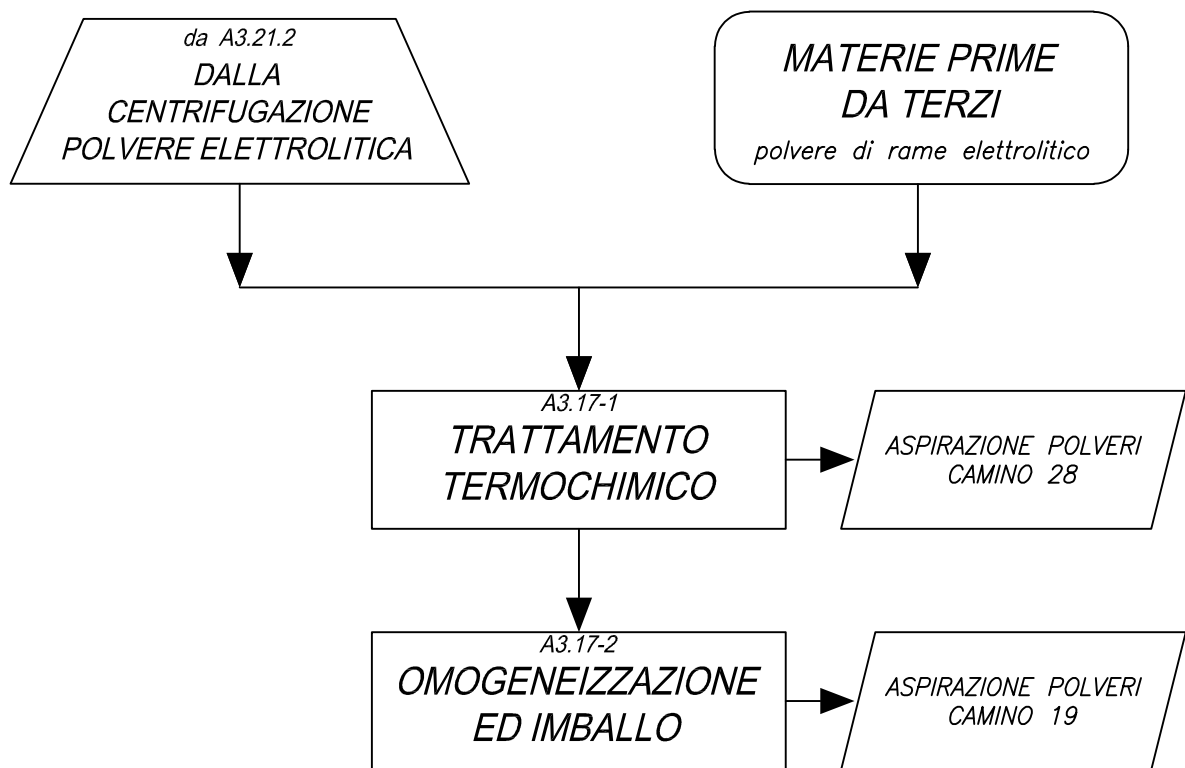 da A3.21.2
DALLA
CENTRIFUGAZIONE
POLVERE ELETTROLITICA
MATERIE PRIME
DA TERZI
polvere di rame elettrolitico
A3.17-1
TRATTAMENTO
TERMOCHIMICO
ASPIRAZIONE POLVERI
CAMINO 28
A3.17-2
OMOGENEIZZAZIONE
ED IMBALLO
ASPIRAZIONE POLVERI
CAMINO 19